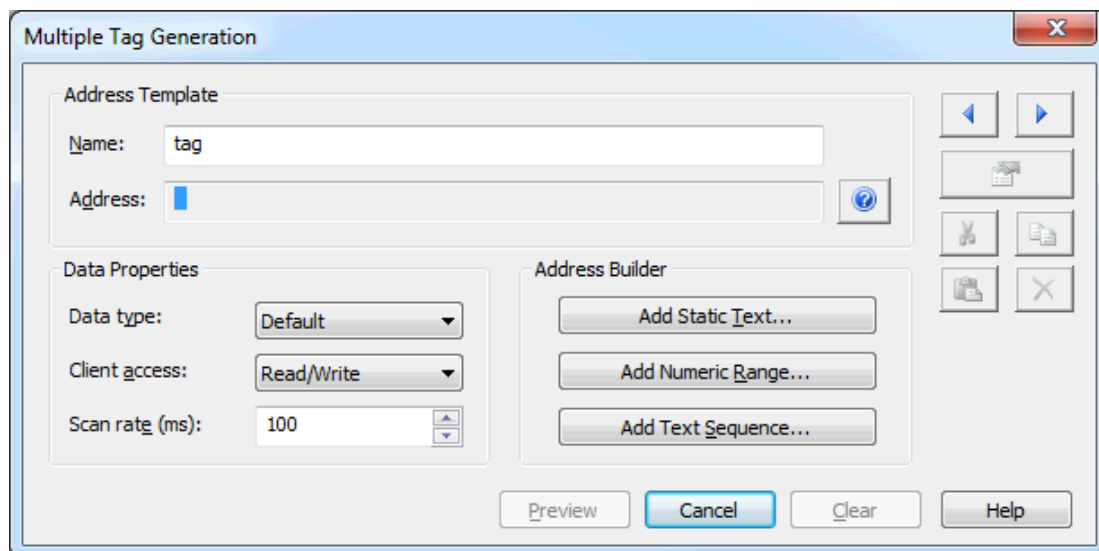 Multiple Tag Generation
Address Template
Name: tag
Address:
Data Properties
Data type: Default
Client access: Read/Write
Scan rate (ms): 100
Address Builder
Add Static Text...
Add Numeric Range...
Add Text Sequence...
Preview Cancel Clear Help